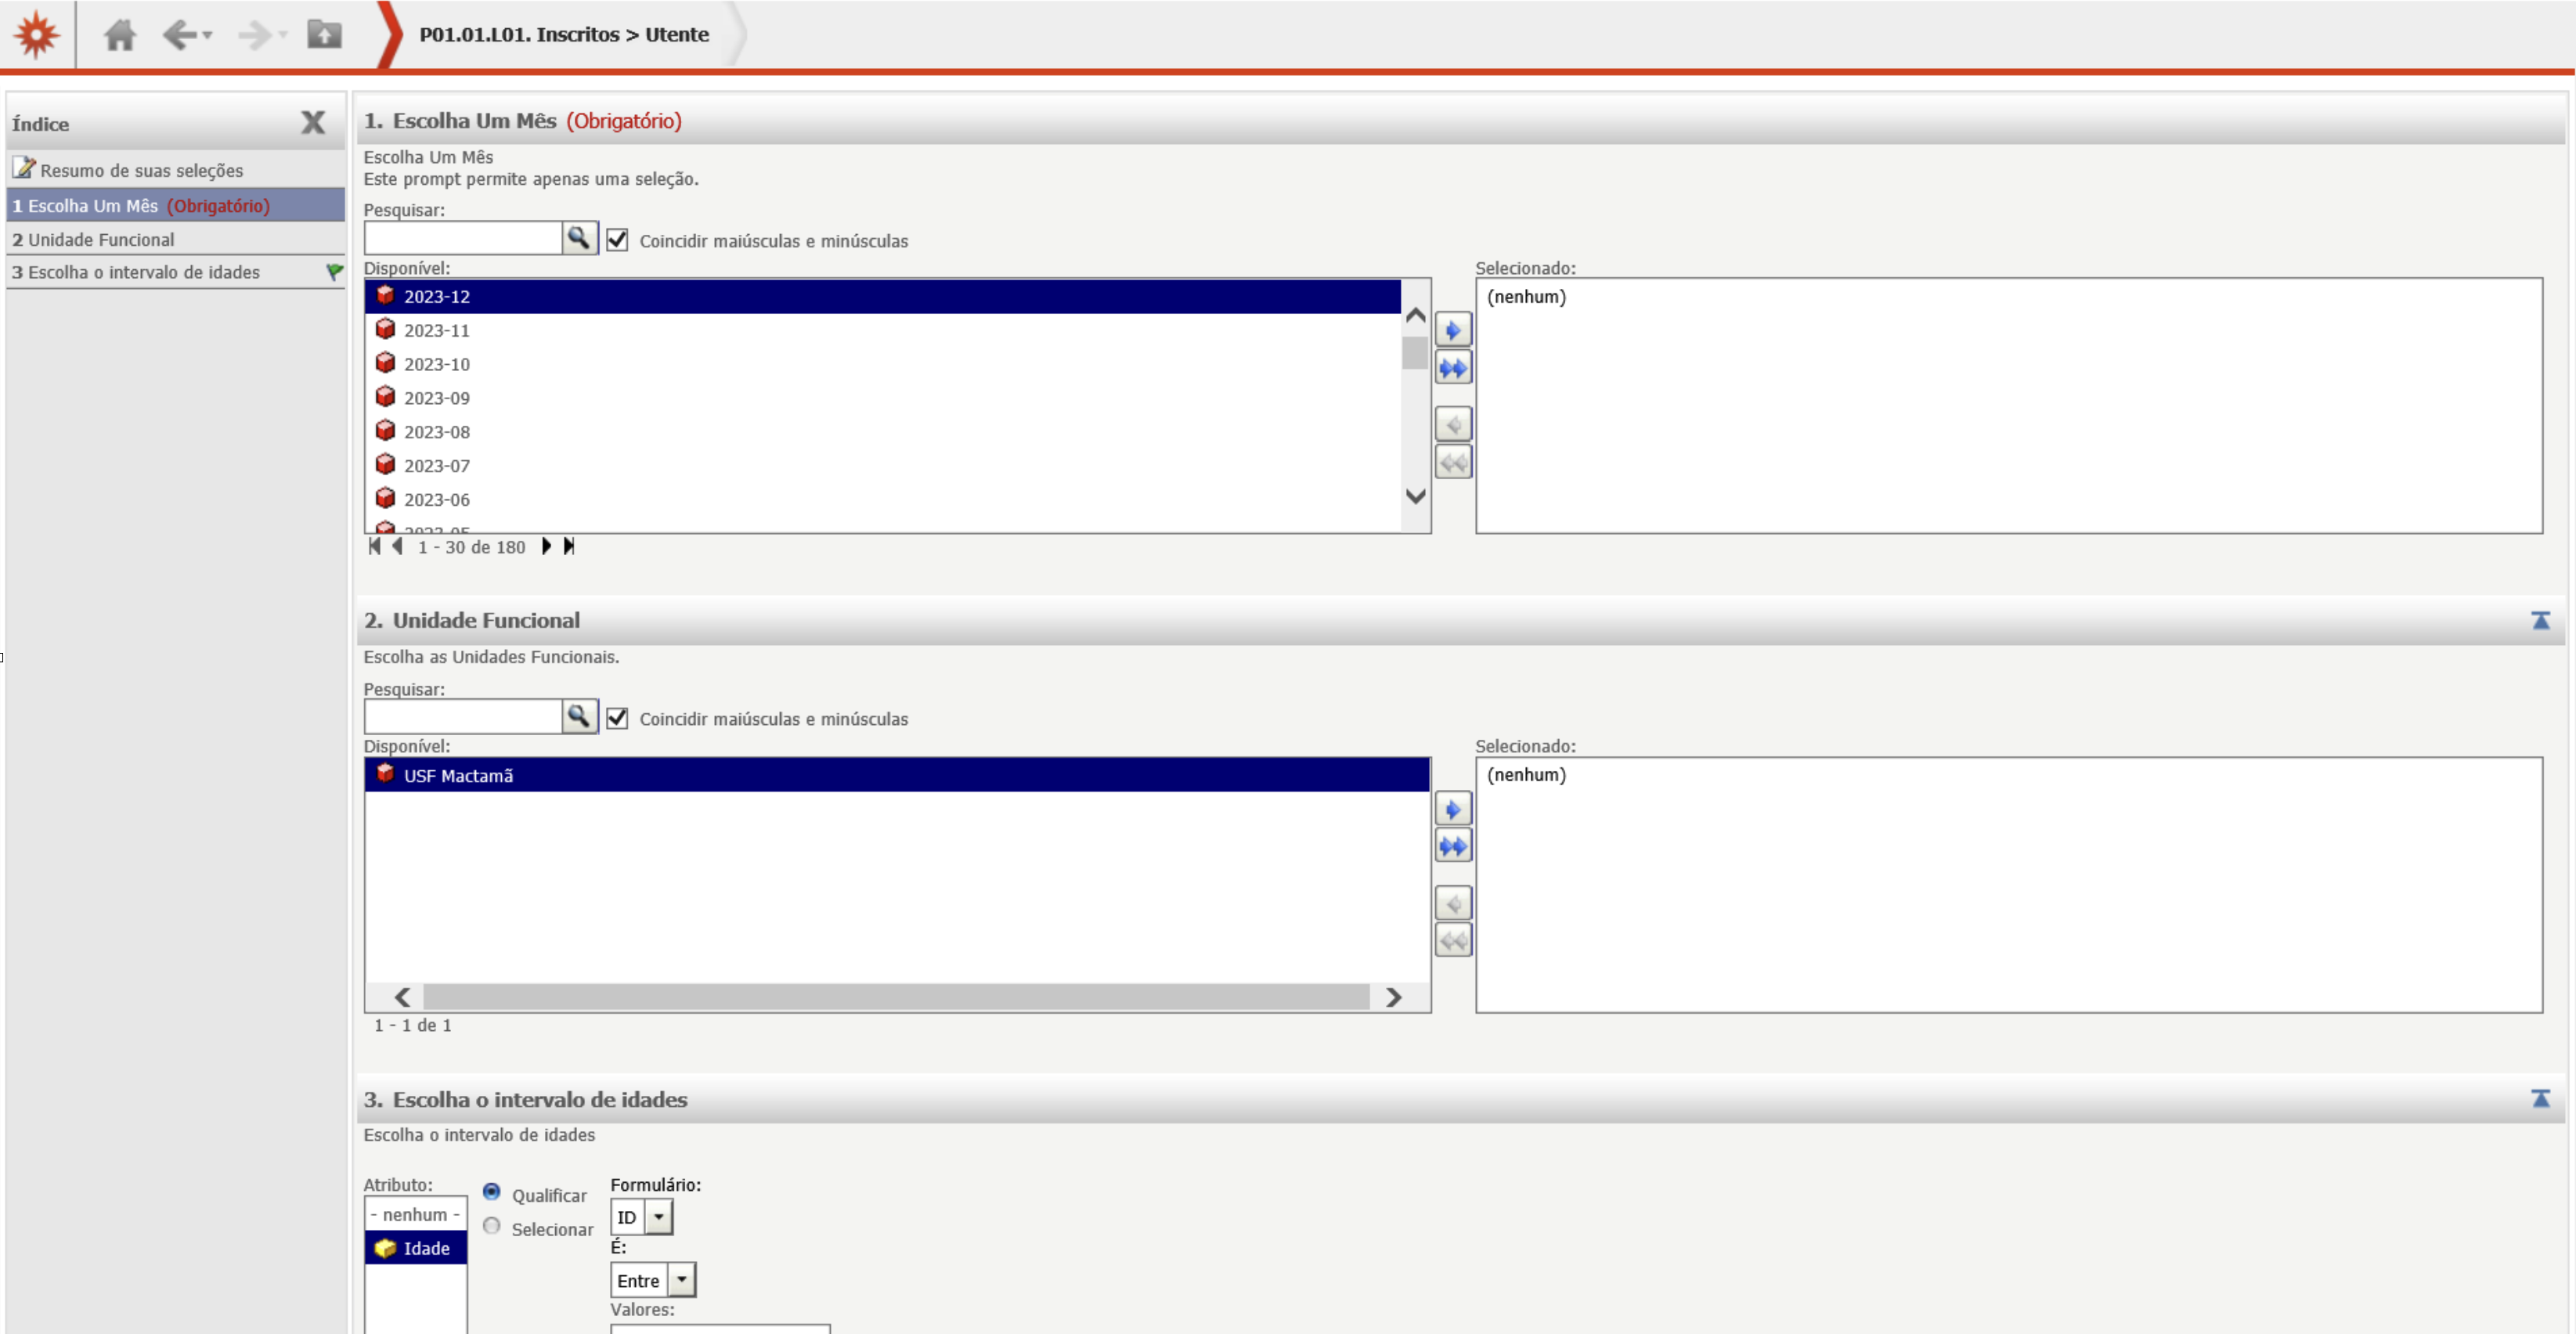 P01.01.L01. Inscritos > Utente
Índice
Resumo de suas seleções
1 Escolha Um Mês (Obrigatório)
2 Unidade Funcional
3 Escolha o intervalo de idades
1. Escolha Um Mês (Obrigatório)
Escolha Um Mês
Este prompt permite apenas uma seleção.
Pesquisar:
Coincidir maiúsculas e minúsculas
Disponível:
2023-12
2023-11
2023-10
2023-09
2023-08
2023-07
2023-06
2023-05
1 - 30 de 180
Selecionado:
(nenhum)
2. Unidade Funcional
Escolha as Unidades Funcionais.
Pesquisar:
Coincidir maiúsculas e minúsculas
Disponível:
USF Mactamã
1 - 1 de 1
Selecionado:
(nenhum)
3. Escolha o intervalo de idades
Escolha o intervalo de idades
Atributo:
- nenhum -
Idade
Qualificar
Selecionar
Formulário:
ID
É:
Entre
Valores: